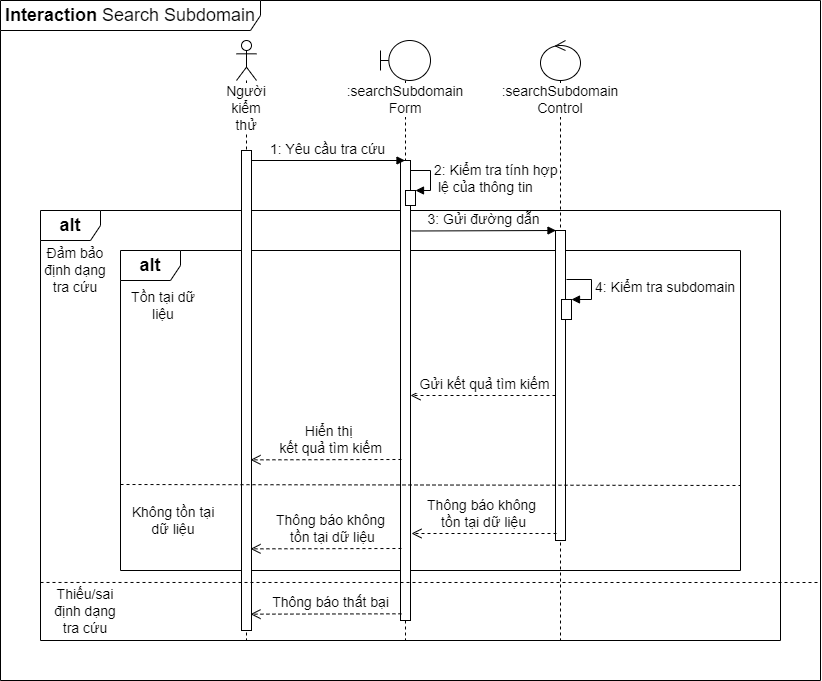 Interaction Search Subdomain
Người
kiểm
thử
:searchSubdomain
Form
:searchSubdomain
Control
1: Yêu cầu tra cứu
2: Kiểm tra tính hợp
lệ của thông tin
alt
3: Gửi đường dẫn
Đảm bảo
định dạng
tra cứu
alt
Tồn tại dữ
liệu
4: Kiểm tra subdomain
Gửi kết quả tìm kiếm
Hiển thị
kết quả tìm kiếm
Không tồn tại
dữ liệu
Thông báo không
tồn tại dữ liệu
Thông báo không
tồn tại dữ liệu
Thiếu/sai
định dạng
tra cứu
Thông báo thất bại